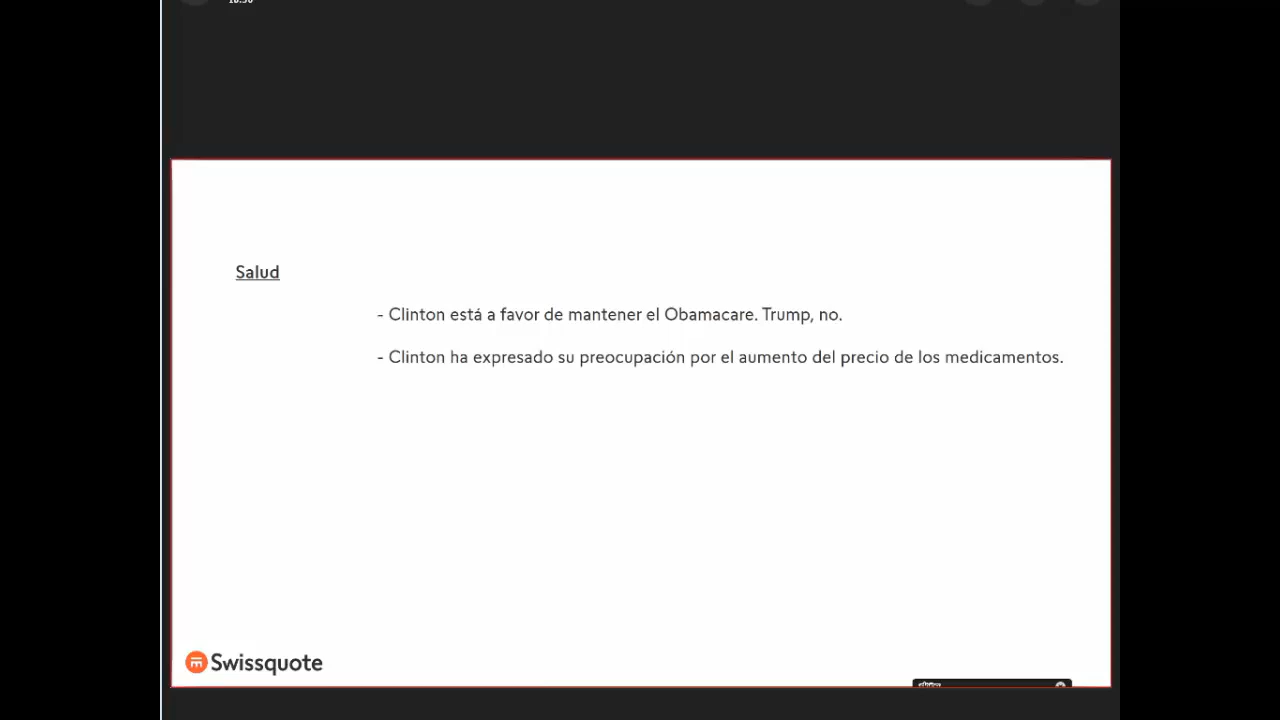 Salud
- Clinton está a favor de mantener el Obamacare. Trump, no.
- Clinton ha expresado su preocupación por el aumento del precio de los medicamentos.
Swissquote